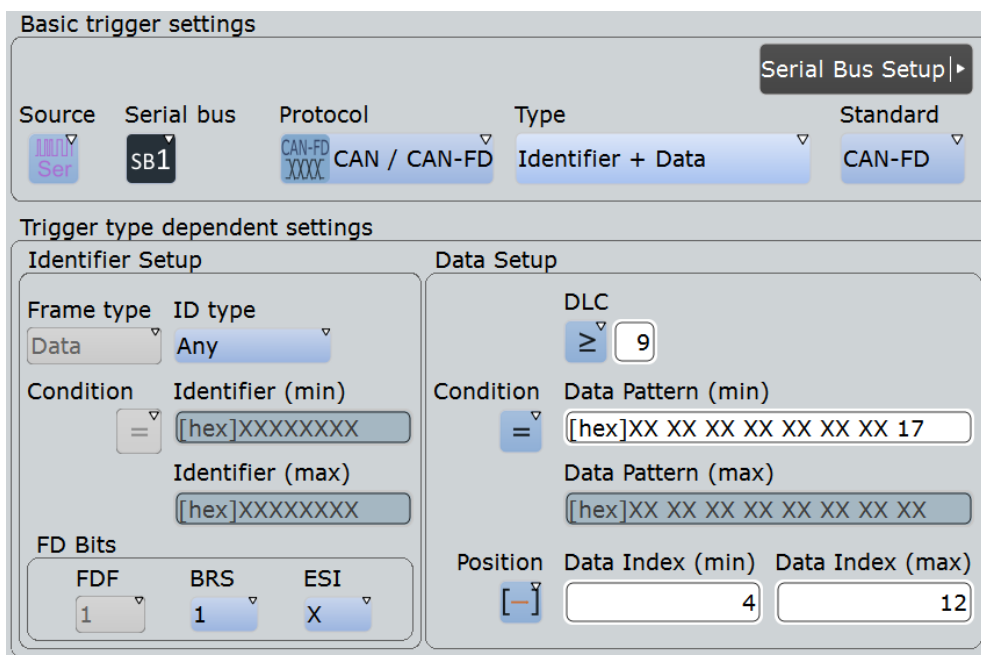 Basic trigger settings
Serial Bus Setup
Source Serial bus Protocol Type Standard
Ser SB1 CAN-FD XXXX CAN / CAN-FD Identifier + Data CAN-FD
Trigger type dependent settings
Identifier Setup Data Setup
Frame type ID type DLC
Data Any ≥ 9
Condition Identifier (min) Condition Data Pattern (min)
= [hex]XXXXXXXX = [hex]XX XX XX XX XX XX XX 17
Identifier (max) Data Pattern (max)
[hex]XXXXXXXX [hex]XX XX XX XX XX XX XX XX
FD Bits
Position Data Index (min) Data Index (max)
FDF BRS ESI
[−] 4 12
1 1 X